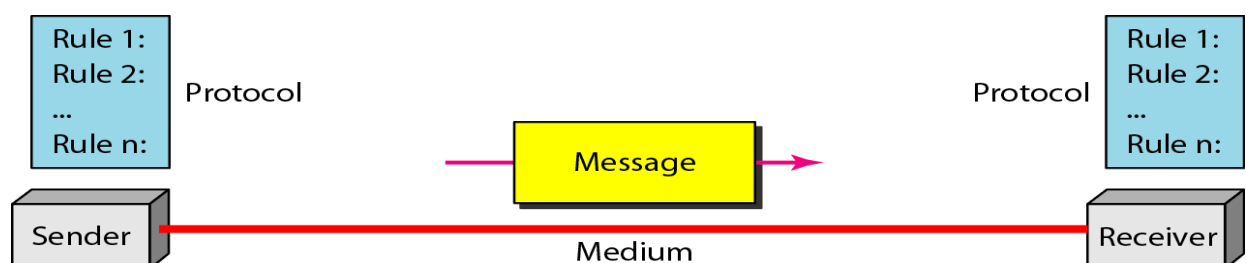 Rule 1:
Rule 2:
...
Rule n:
Protocol
Protocol
Rule 1:
Rule 2:
...
Rule n:
Message
Sender
Medium
Receiver